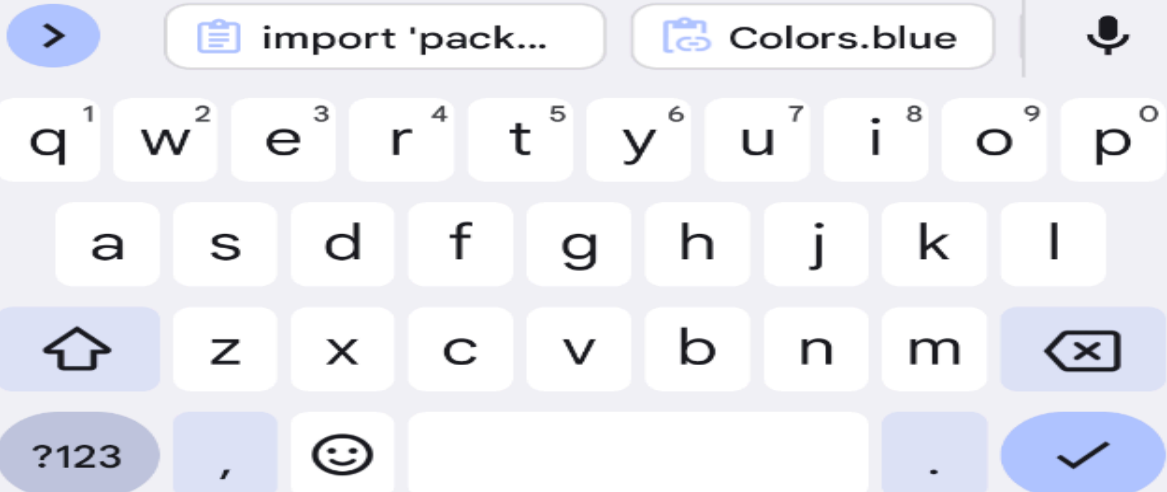 import 'pack... Colors.blue
q 1 w 2 e 3 r 4 t 5 y 6 u 7 i 8 o 9 p 0
a s d f g h j k l
z x c v b n m
?123 , .